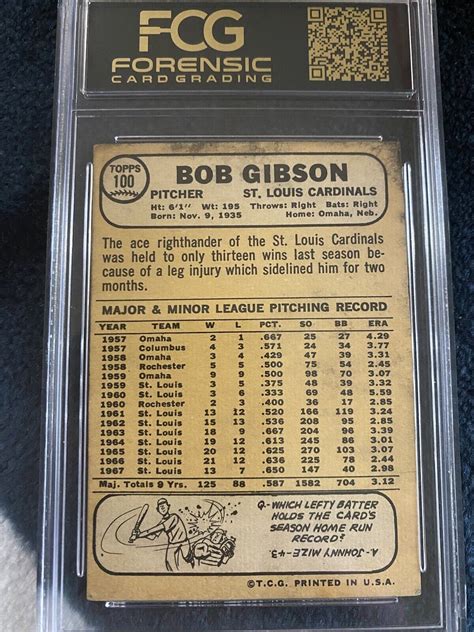 FCG
FORENSIC
CARD GRADING
TOPPS
100
BOB GIBSON
PITCHER ST. LOUIS CARDINALS
Ht: 6'1" Wt: 195 Throws: Right Bats: Right
Born: Nov. 9, 1935 Home: Omaha, Neb.
The ace righthander of the St. Louis Cardinals
was held to only thirteen wins last season be-
cause of a leg injury which sidelined him for two
months.
MAJOR & MINOR LEAGUE PITCHING RECORD
YEAR TEAM W L PCT. SO BB ERA
1957 Omaha 2 1 .667 25 27 4.29
1957 Columbus 4 3 .571 24 34 3.77
1958 Omaha 3 4 .429 47 39 3.31
1958 Rochester 5 5 .500 75 54 2.45
1959 Omaha 9 9 .500 98 70 3.07
1959 St. Louis 3 5 .375 48 39 3.32
1960 St. Louis 3 6 .333 69 48 5.59
1960 Rochester 2 3 .400 36 17 2.85
1961 St. Louis 13 12 .520 166 119 3.24
1962 St. Louis 15 13 .536 208 95 2.85
1963 St. Louis 18 9 .667 204 96 3.39
1964 St. Louis 19 12 .613 245 86 3.01
1965 St. Louis 20 12 .625 270 103 3.07
1966 St. Louis 21 12 .636 225 78 2.44
1967 St. Louis 13 7 .650 147 40 2.98
Maj. Totals 9 Yrs. 125 88 .587 1582 704 3.12
Q- WHICH LEFTY BATTER
HOLDS THE CARD'S
SEASON HOME RUN
RECORD?
A- JOHNNY MIZE-43.
©T.C.G. PRINTED IN U.S.A.